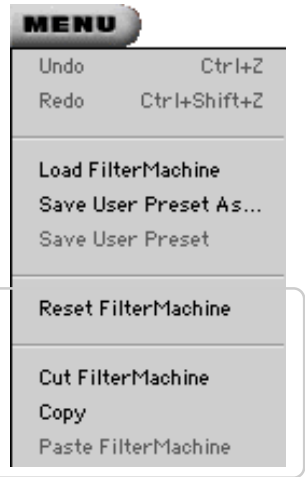 MENU
Undo Ctrl+Z
Redo Ctrl+Shift+Z
Load FilterMachine
Save User Preset As...
Save User Preset
Reset FilterMachine
Cut FilterMachine
Copy
Paste FilterMachine